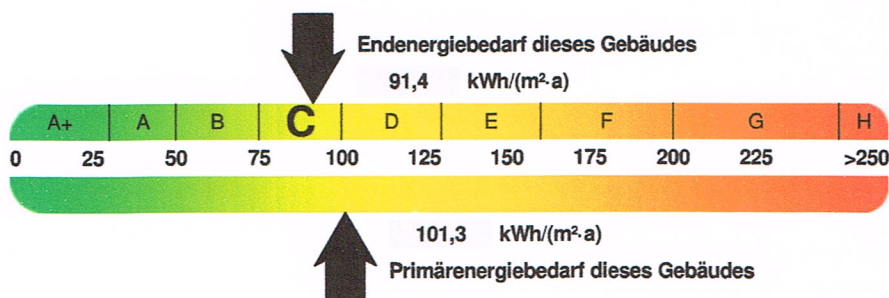 Endenergiebedarf dieses Gebäudes
91,4 kWh/(m²·a)
A+ A B C D E F G H
0 25 50 75 100 125 150 175 200 225 >250
101,3 kWh/(m²·a)
Primärenergiebedarf dieses Gebäudes